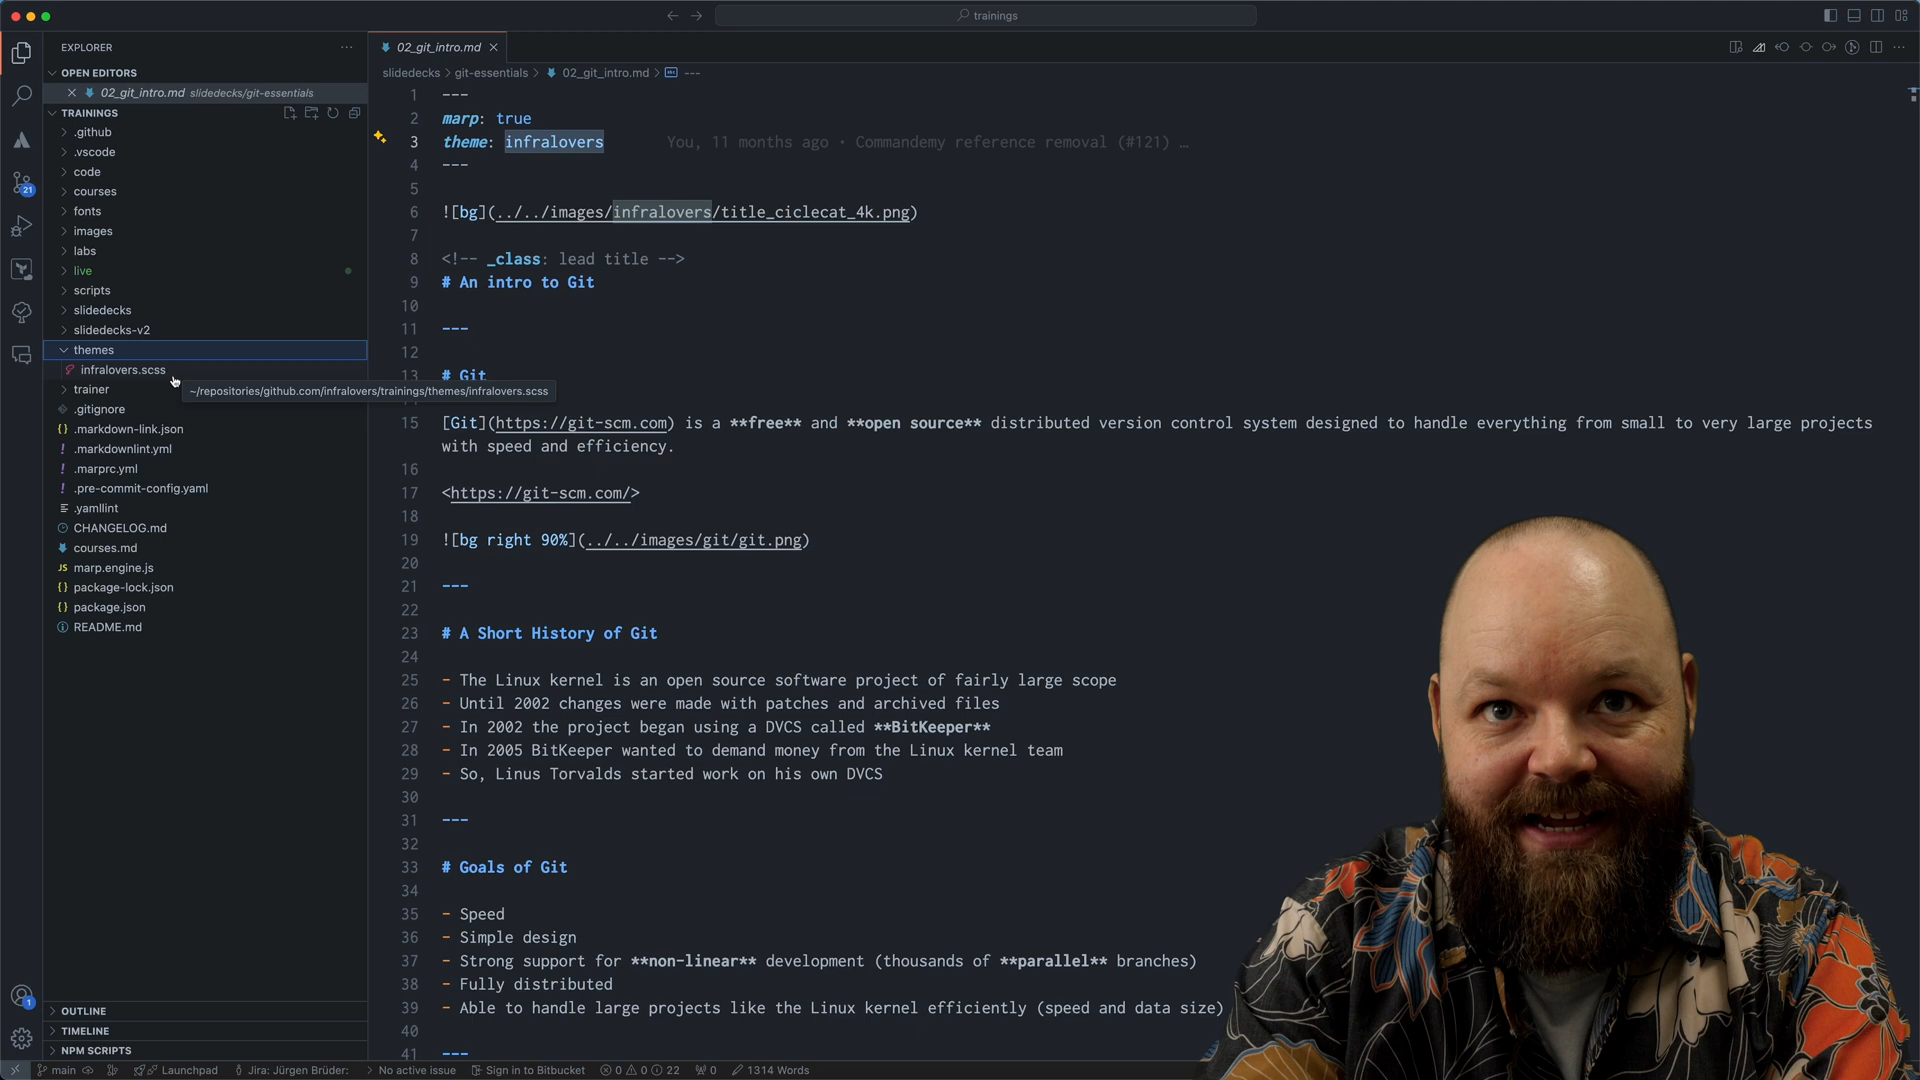 trainings
EXPLORER
OPEN EDITORS
02_git_intro.md slidedecks/git-essentials
TRAININGS
.github
.vscode
code
courses
fonts
images
labs
live
scripts
slidedecks
slidedecks-v2
themes
infralovers.scss
~/repositories/github.com/infralovers/trainings/themes/infralovers.scss
trainer
.gitignore
{} .markdown-link.json
! .markdownlint.yml
! .marprc.yml
! .pre-commit-config.yaml
.yamllint
CHANGELOG.md
courses.md
JS marp.engine.js
{} package-lock.json
{} package.json
README.md
OUTLINE
TIMELINE
NPM SCRIPTS
21
1
02_git_intro.md
slidedecks > git-essentials > 02_git_intro.md > ---
1 ---
2 marp: true
3 theme: infralovers You, 11 months ago • Commandemy reference removal (#121) …
4 ---
5
6 ![bg](../../images/infralovers/title_ciclecat_4k.png)
7
8 <!-- _class: lead title -->
9 # An intro to Git
10
11 ---
12
13 # Git
15 [Git](https://git-scm.com) is a **free** and **open source** distributed version control system designed to handle everything from small to very large projects
with speed and efficiency.
16
17 <https://git-scm.com/>
18
19 ![bg right 90%](../../images/git/git.png)
20
21 ---
22
23 # A Short History of Git
24
25 - The Linux kernel is an open source software project of fairly large scope
26 - Until 2002 changes were made with patches and archived files
27 - In 2002 the project began using a DVCS called **BitKeeper**
28 - In 2005 BitKeeper wanted to demand money from the Linux kernel team
29 - So, Linus Torvalds started work on his own DVCS
30
31 ---
32
33 # Goals of Git
34
35 - Speed
36 - Simple design
37 - Strong support for **non-linear** development (thousands of **parallel** branches)
38 - Fully distributed
39 - Able to handle large projects like the Linux kernel efficiently (speed and data size)
40
41 ---
main Launchpad Jira: Jürgen Brüder: > No active issue Sign in to Bitbucket 0 0 22 0 1314 Words